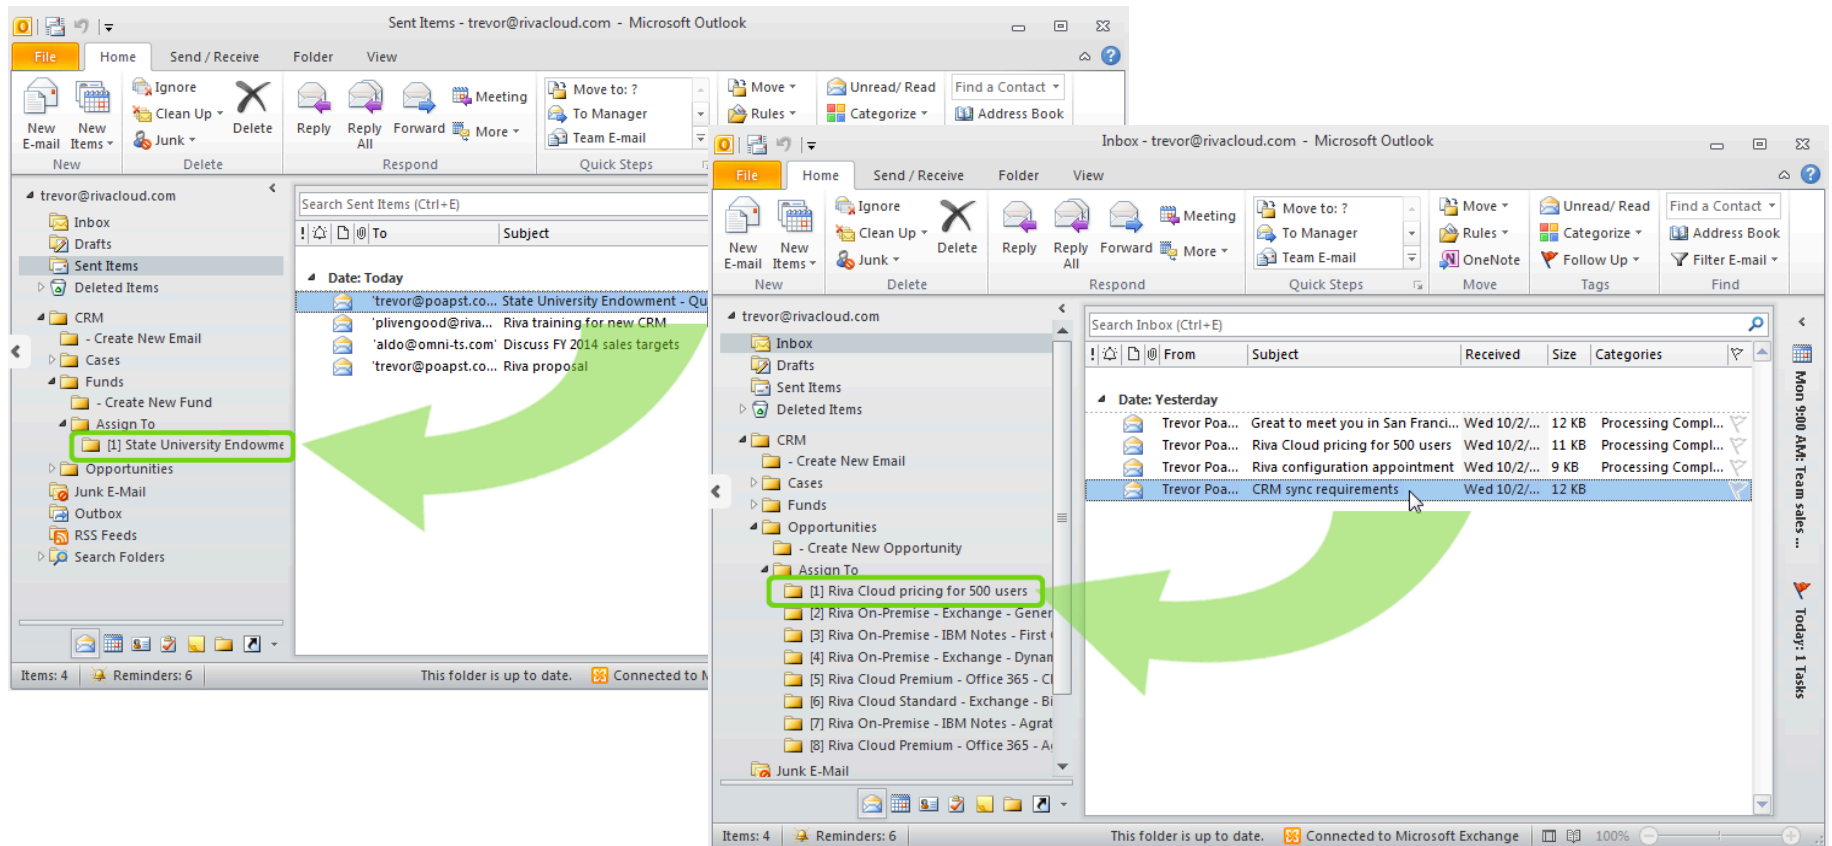 Sent Items - trevor@rivacloud.com - Microsoft Outlook
File Home Send / Receive Folder View
New E-mail
New Items
Ignore
Clean Up
Junk
Delete
Reply
Reply All
Forward
Meeting
More
Move to: ?
To Manager
Team E-mail
Move
Rules
Unread/ Read
Categorize
Find a Contact
Address Book
New Delete Respond Quick Steps
trevor@rivacloud.com
Inbox
Drafts
Sent Items
Deleted Items
CRM
- Create New Email
Cases
Funds
- Create New Fund
Assign To
[1] State University Endowme
Opportunities
Junk E-Mail
Outbox
RSS Feeds
Search Folders
Search Sent Items (Ctrl+E)
! To Subject
Date: Today
'trevor@poapst.co... State University Endowment - Qu
'plivengood@riva... Riva training for new CRM
'aldo@omni-ts.com' Discuss FY 2014 sales targets
'trevor@poapst.co... Riva proposal
Items: 4 Reminders: 6 This folder is up to date. Connected to
Inbox - trevor@rivacloud.com - Microsoft Outlook
File Home Send / Receive Folder View
New E-mail
New Items
Ignore
Clean Up
Junk
Delete
Reply
Reply All
Forward
Meeting
More
Move to: ?
To Manager
Team E-mail
Move
Rules
OneNote
Unread/ Read
Categorize
Follow Up
Find a Contact
Address Book
Filter E-mail
New Delete Respond Quick Steps Move Tags Find
trevor@rivacloud.com
Inbox
Drafts
Sent Items
Deleted Items
CRM
- Create New Email
Cases
Funds
Opportunities
- Create New Opportunity
Assign To
[1] Riva Cloud pricing for 500 users
[2] Riva On-Premise - Exchange - Gener
[3] Riva On-Premise - IBM Notes - First
[4] Riva On-Premise - Exchange - Dynam
[5] Riva Cloud Premium - Office 365 - Cl
[6] Riva Cloud Standard - Exchange - Bi
[7] Riva On-Premise - IBM Notes - Agrat
[8] Riva Cloud Premium - Office 365 - A
Junk E-Mail
Search Inbox (Ctrl+E)
! From Subject Received Size Categories
Date: Yesterday
Trevor Poa... Great to meet you in San Franci... Wed 10/2/... 12 KB Processing Compl...
Trevor Poa... Riva Cloud pricing for 500 users Wed 10/2/... 11 KB Processing Compl...
Trevor Poa... Riva configuration appointment Wed 10/2/... 9 KB Processing Compl...
Trevor Poa... CRM sync requirements Wed 10/2/... 12 KB
Mon 9:00 AM: Team sales ...
Today: 1 Tasks
Items: 4 Reminders: 6 This folder is up to date. Connected to Microsoft Exchange 100%